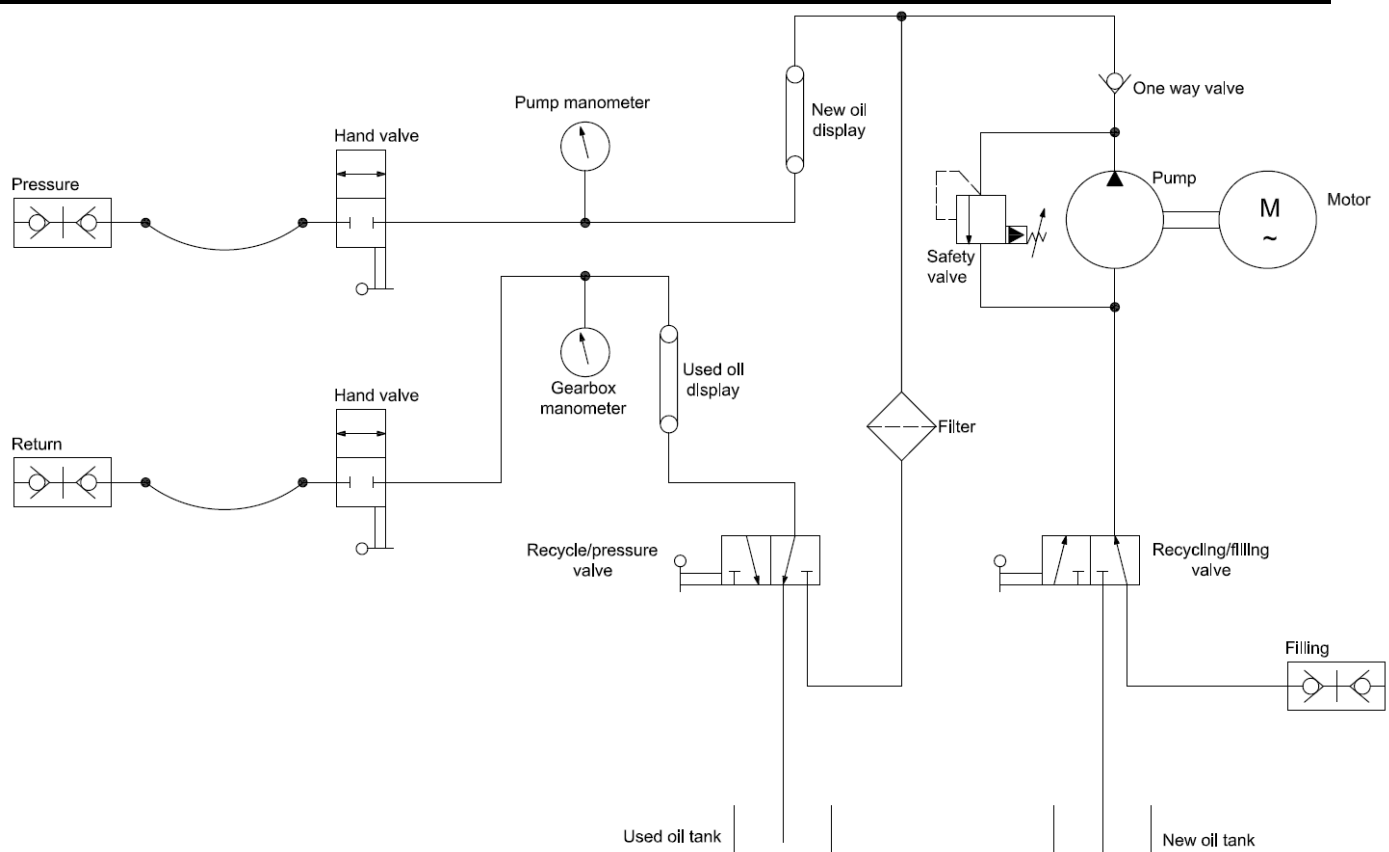 Pump manometer
New oil
display
One way valve
Hand valve
Pressure
Pump
Motor
M
~
Safety
valve
Gearbox
manometer
Used oil
display
Hand valve
Return
Filter
Recycle/pressure
valve
Recycling/filling
valve
Filling
Used oil tank
New oil tank